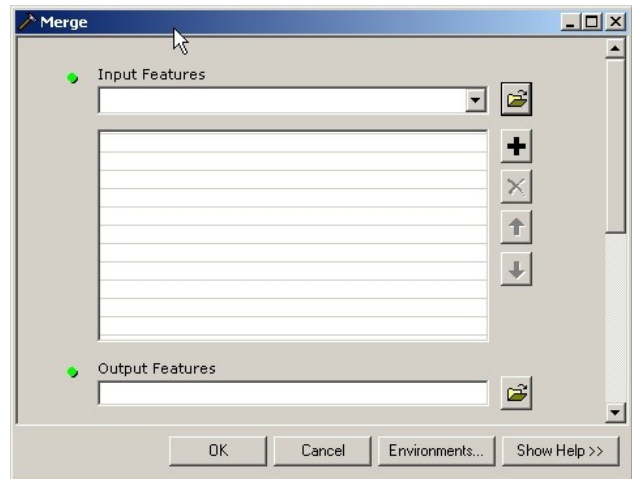 Merge
Input Features
Output Features
OK
Cancel
Environments...
Show Help >>